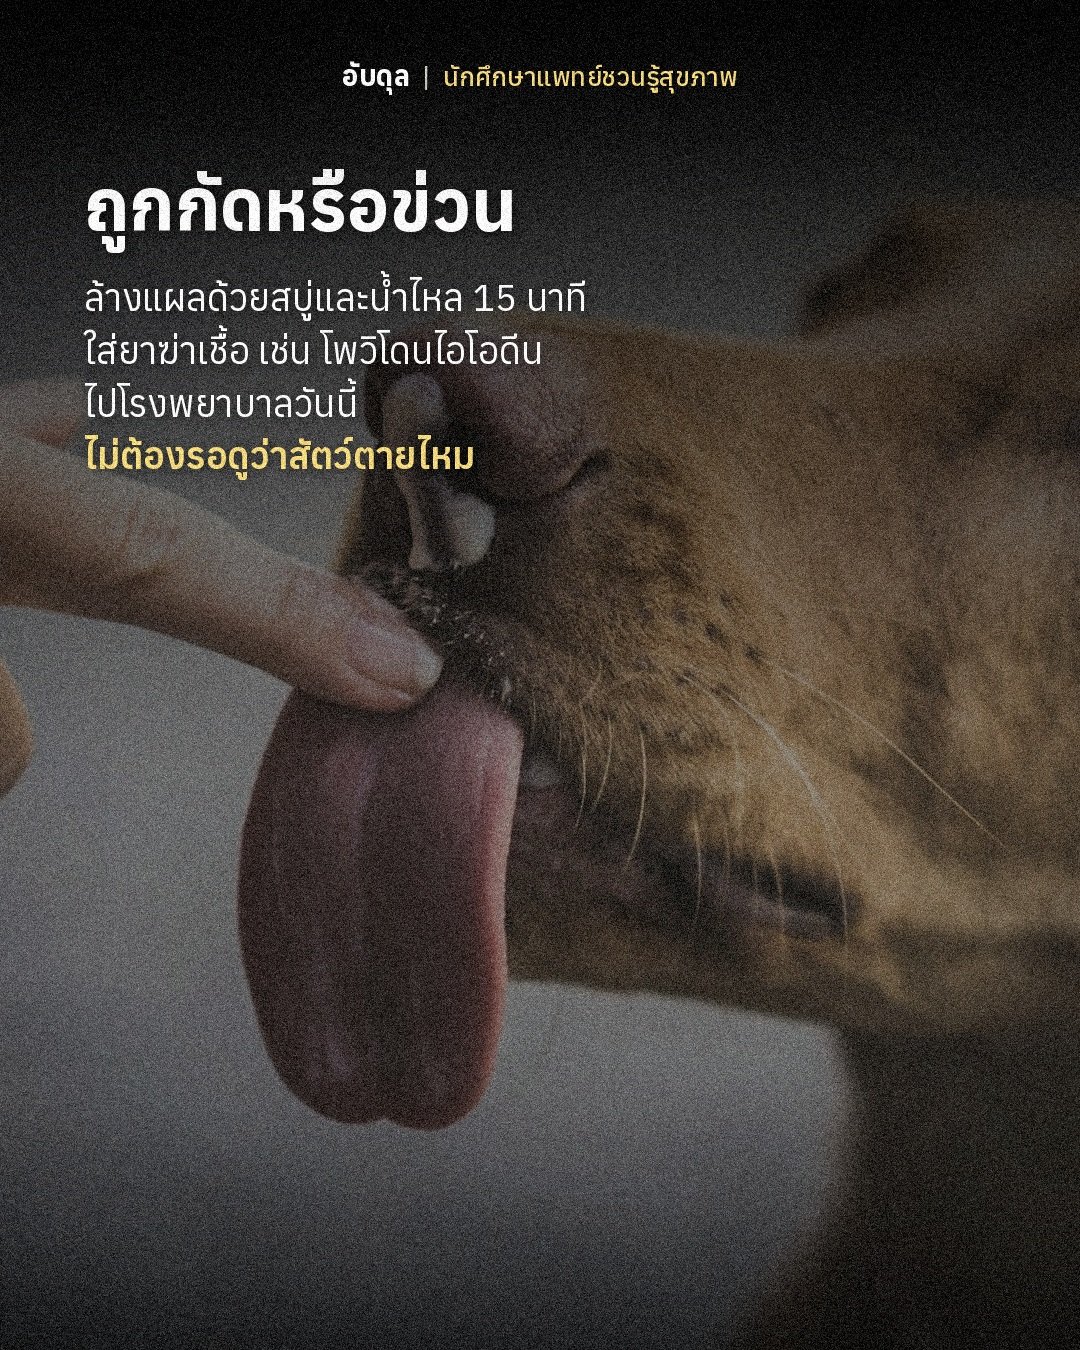 อับดุล | นักศึกษาแพทย์ชวนรู้สุขภาพ
ถูกกัดหรือข่วน
ล้างแผลด้วยสบู่และน้ำไหล 15 นาที
ใส่ยาฆ่าเชื้อ เช่น โพวิโดนไอโอดีน
ไปโรงพยาบาลวันนี้
ไม่ต้องรอดูว่าสัตว์ตายไหม